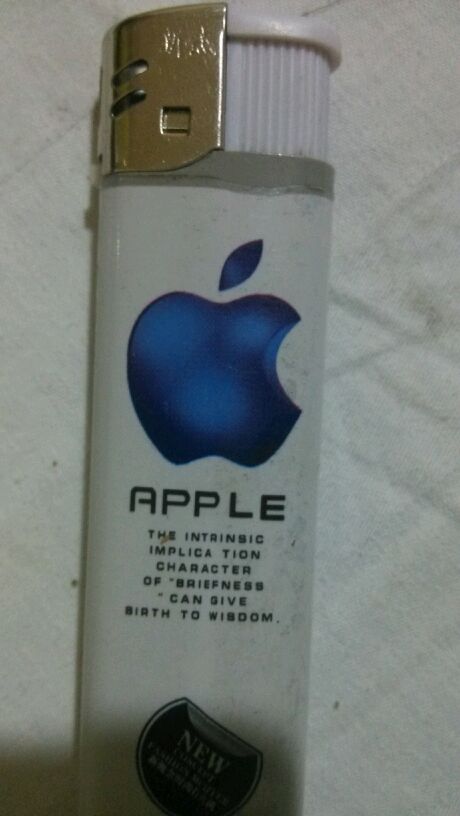 APPLE
THE INTRINSIC
IMPLICA TION
CHARACTER
OF "BRIEFNESS
" CAN GIVE
BIRTH TO WISDOM.
NEW